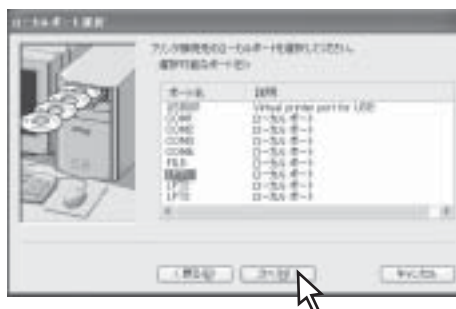 ローカルポート選択
プリンタ接続先のローカルポートを選択してください。
選択可能なポート(E):
ポート名 説明
Virtual printer port for USB
COM1 ローカル ポート
COM2 ローカル ポート
COM3 ローカル ポート
COM4 ローカル ポート
FILE: ローカル ポート
ローカル ポート
LPT2 ローカル ポート
LPT3 ローカル ポート
< 戻る(B) 次へ(N) > キャンセル